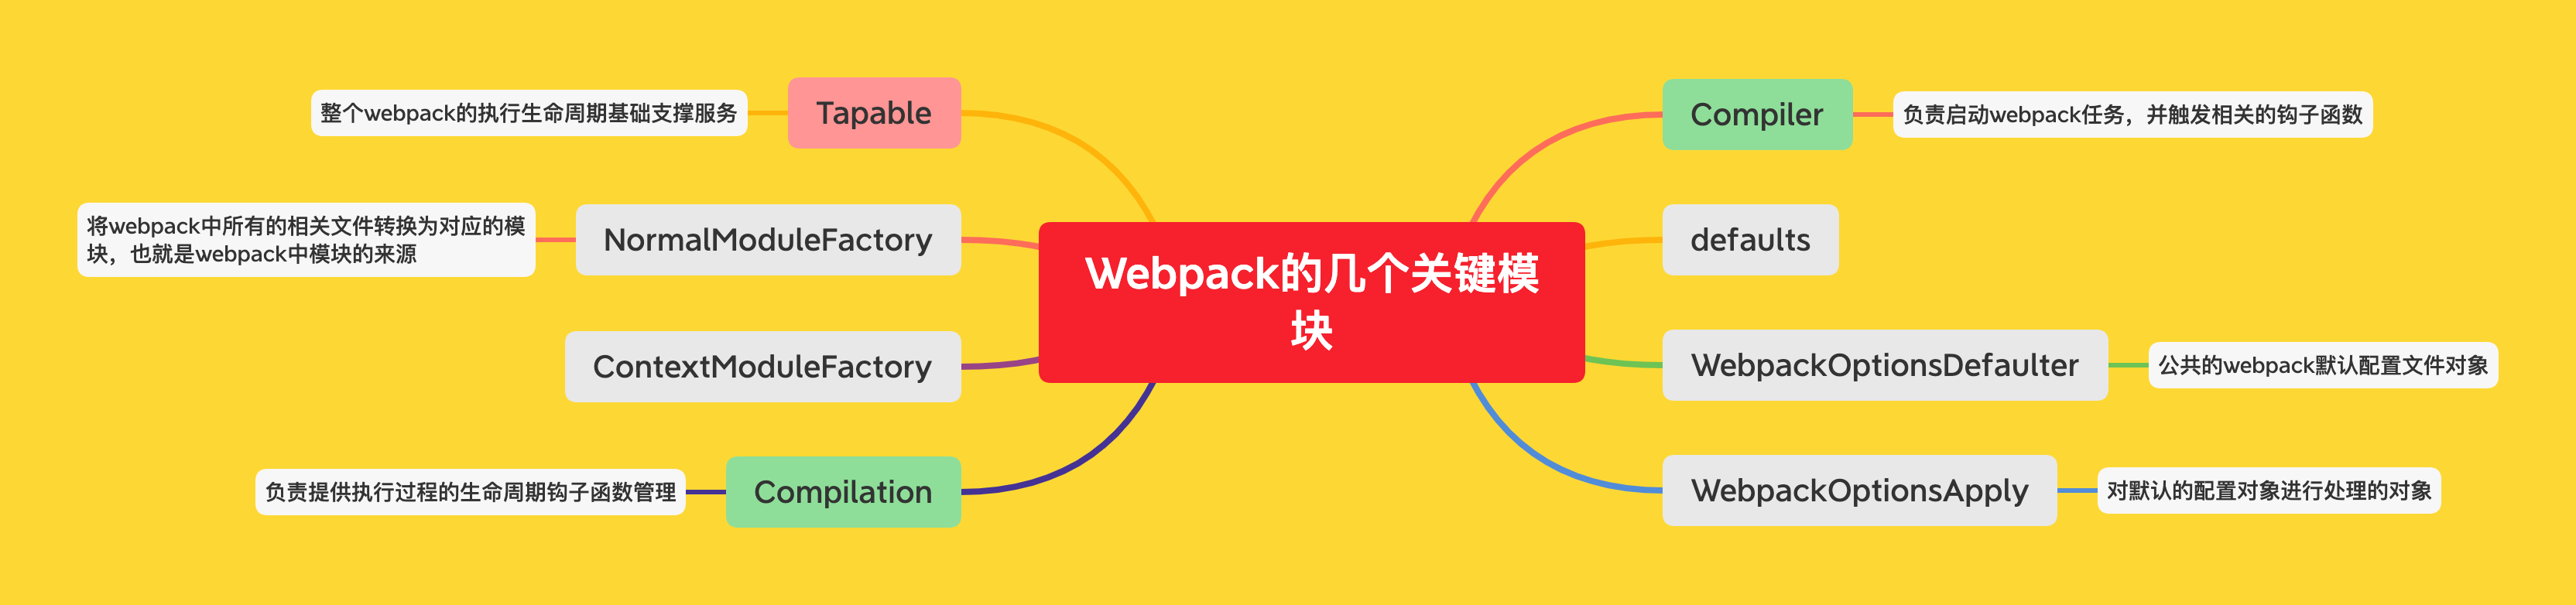 Webpack的几个关键模
块
Compiler
负责启动webpack任务，并触发相关的钩子函数
defaults
WebpackOptionsDefaulter
公共的webpack默认配置文件对象
WebpackOptionsApply
对默认的配置对象进行处理的对象
Tapable
整个webpack的执行生命周期基础支撑服务
NormalModuleFactory
将webpack中所有的相关文件转换为对应的模
块，也就是webpack中模块的来源
ContextModuleFactory
Compilation
负责提供执行过程的生命周期钩子函数管理